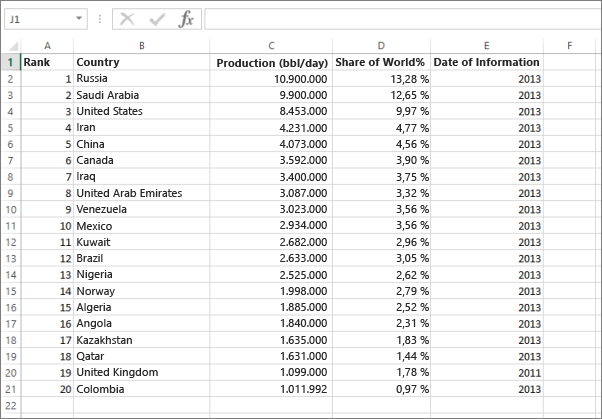 J1 fx
A B C D E F
1 Rank Country Production (bbl/day) Share of World% Date of Information
2 1 Russia 10.900.000 13,28 % 2013
3 2 Saudi Arabia 9.900.000 12,65 % 2013
4 3 United States 8.453.000 9,97 % 2013
5 4 Iran 4.231.000 4,77 % 2013
6 5 China 4.073.000 4,56 % 2013
7 6 Canada 3.592.000 3,90 % 2013
8 7 Iraq 3.400.000 3,75 % 2013
9 8 United Arab Emirates 3.087.000 3,32 % 2013
10 9 Venezuela 3.023.000 3,56 % 2013
11 10 Mexico 2.934.000 3,56 % 2013
12 11 Kuwait 2.682.000 2,96 % 2013
13 12 Brazil 2.633.000 3,05 % 2013
14 13 Nigeria 2.525.000 2,62 % 2013
15 14 Norway 1.998.000 2,79 % 2013
16 15 Algeria 1.885.000 2,52 % 2013
17 16 Angola 1.840.000 2,31 % 2013
18 17 Kazakhstan 1.635.000 1,83 % 2013
19 18 Qatar 1.631.000 1,44 % 2013
20 19 United Kingdom 1.099.000 1,78 % 2011
21 20 Colombia 1.011.992 0,97 % 2013
22